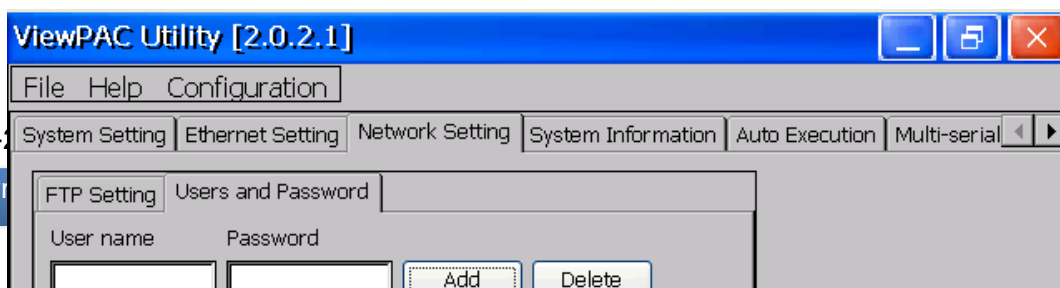 ViewPAC Utility [2.0.2.1]
File Help Configuration
System Setting Ethernet Setting Network Setting System Information Auto Execution Multi-serial
FTP Setting Users and Password
User name Password
Add Delete